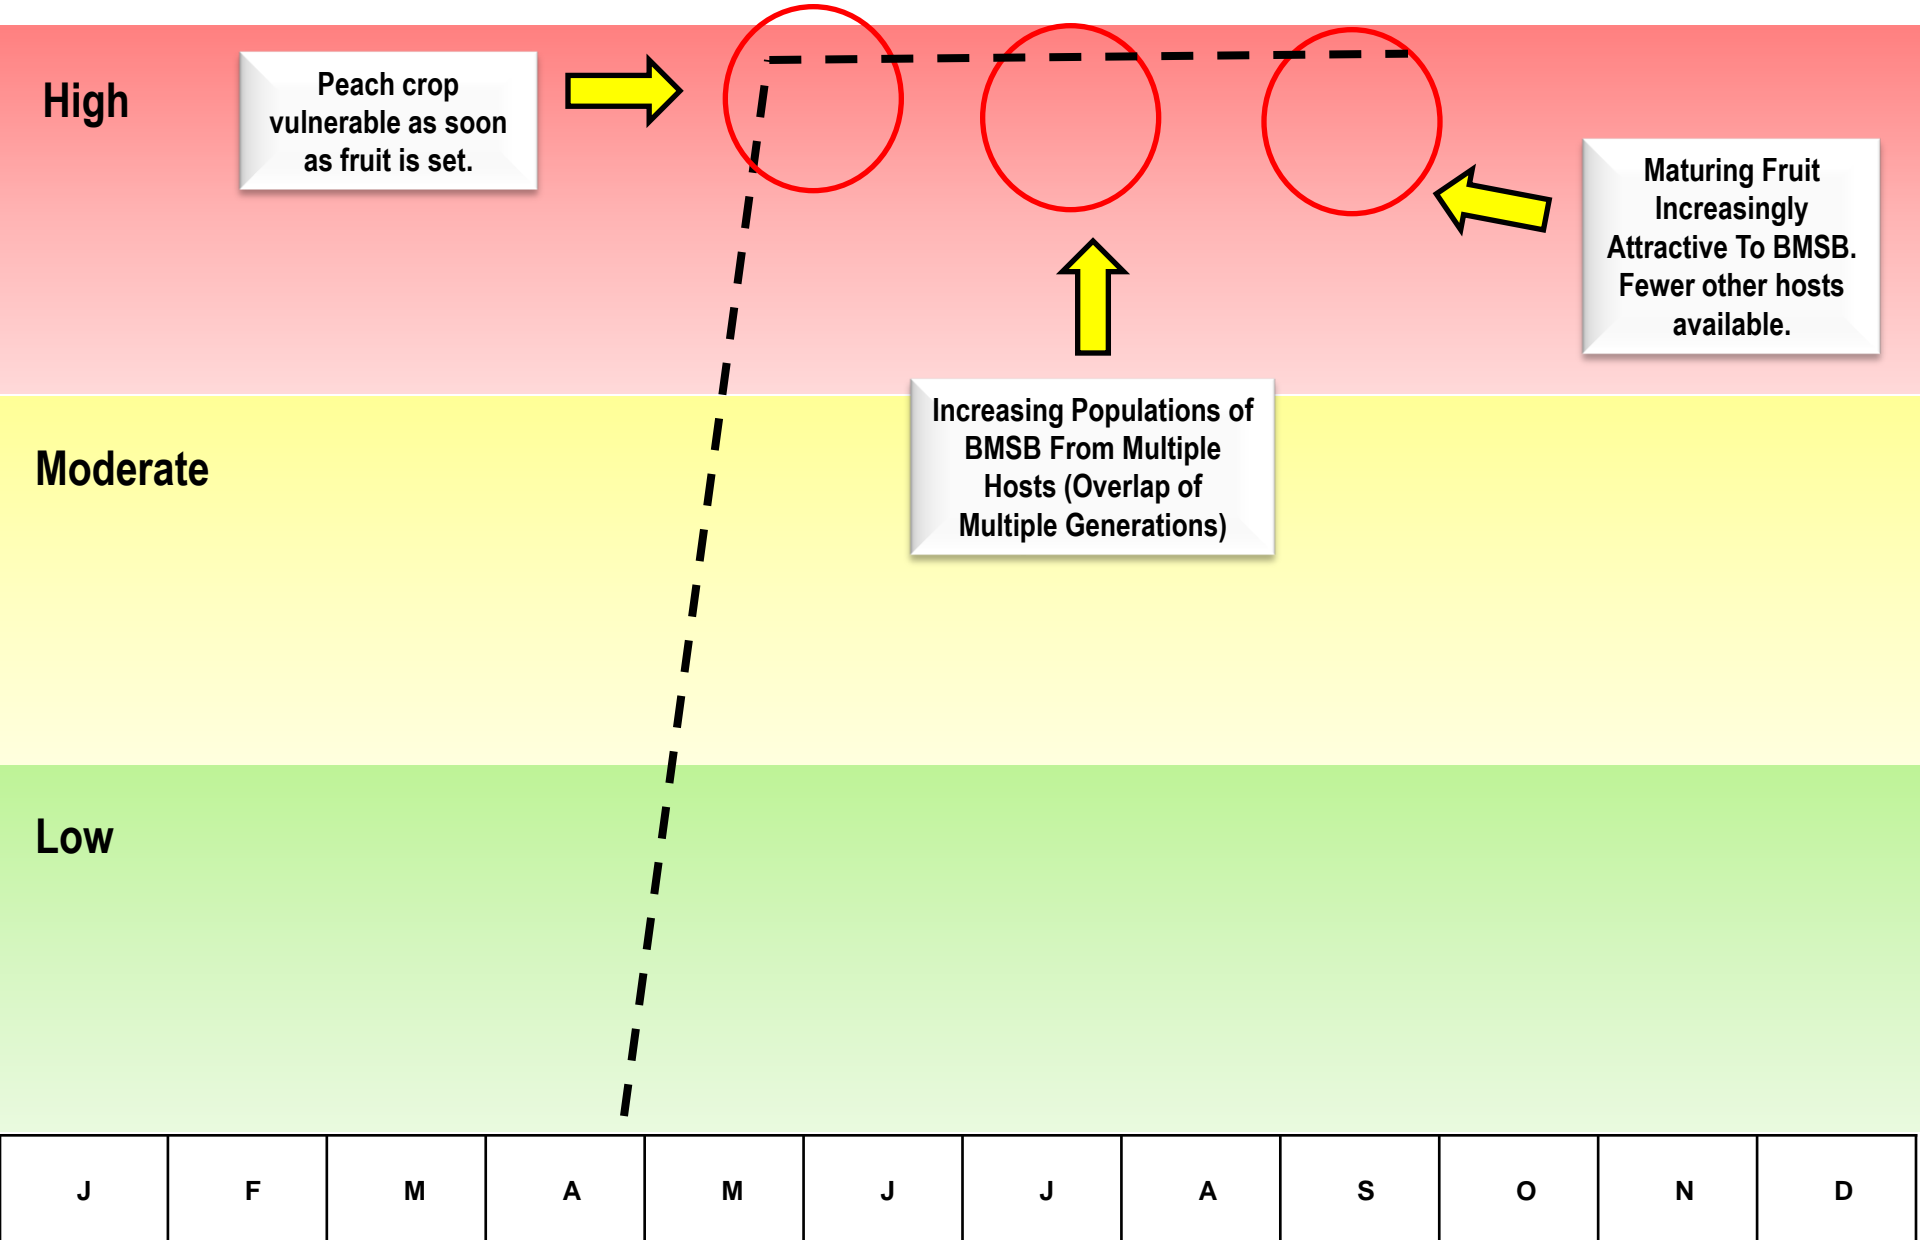 High
Peach crop
vulnerable as soon
as fruit is set.
Maturing Fruit
Increasingly
Attractive To BMSB.
Fewer other hosts
available.
Increasing Populations of
BMSB From Multiple
Hosts (Overlap of
Multiple Generations)
Moderate
Low
J F M A M J J A S O N D